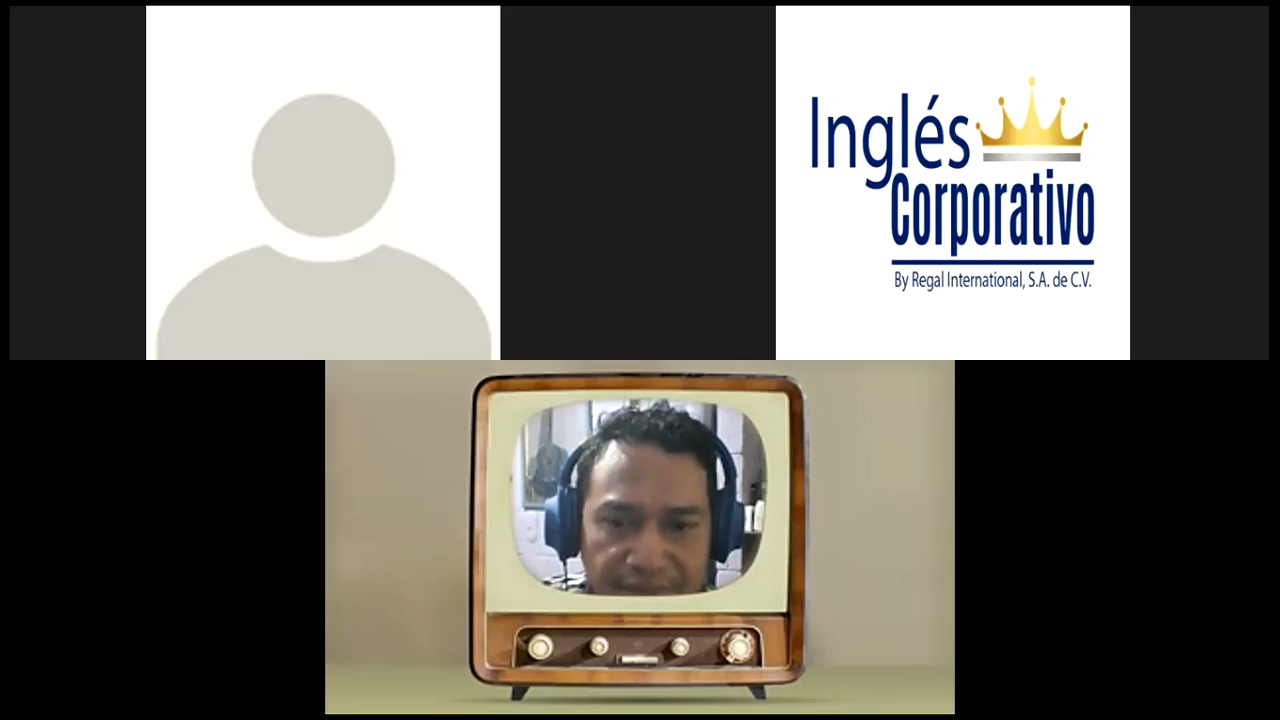 Inglés
Corporativo
By Regal International, S.A. de C.V.